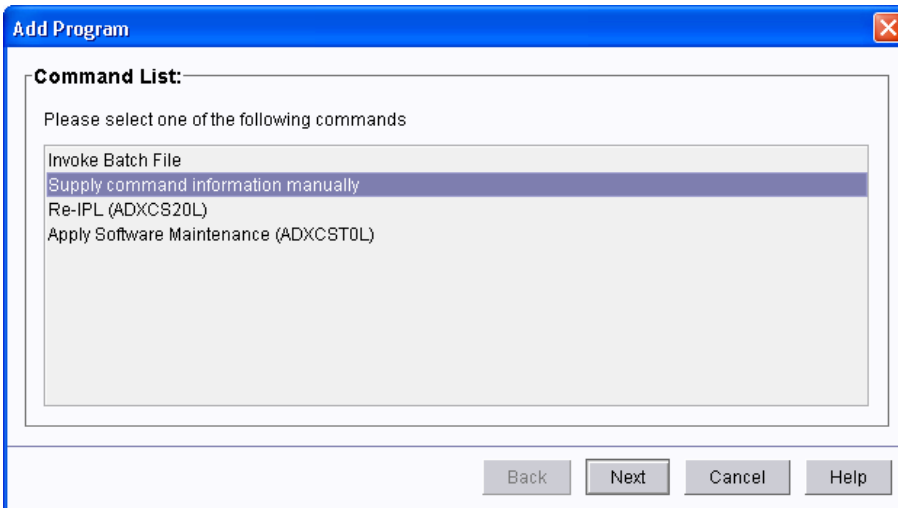 Add Program
Command List:
Please select one of the following commands
Invoke Batch File
Supply command information manually
Re-IPL (ADXCS20L)
Apply Software Maintenance (ADXCST0L)
Back Next Cancel Help